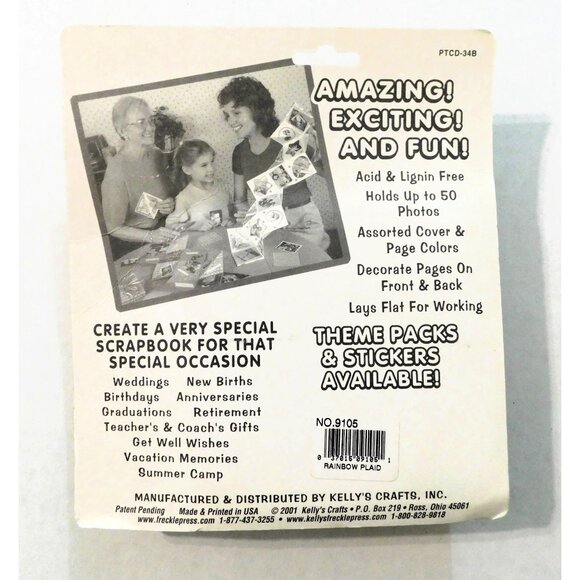 PTCD-34B
AMAZING!
EXCITING!
AND FUN!
Acid & Lignin Free
Holds Up to 50
Photos
Assorted Cover &
Page Colors
Decorate Pages On
Front & Back
Lays Flat For Working
CREATE A VERY SPECIAL
SCRAPBOOK FOR THAT
SPECIAL OCCASION
Weddings New Births
Birthdays Anniversaries
Graduations Retirement
Teacher's & Coach's Gifts
Get Well Wishes
Vacation Memories
Summer Camp
THEME PACKS
& STICKERS
AVAILABLE!
NO.9105
0 37016 09105 1
RAINBOW PLAID
MANUFACTURED & DISTRIBUTED BY KELLY'S CRAFTS, INC.
Patent Pending Made & Printed in USA © 2001 Kelly's Crafts • P.O. Box 219 • Ross, Ohio 45061
www.frecklepress.com 1-877-437-3255 • www.kellysfrecklepress.com 1-800-828-9818